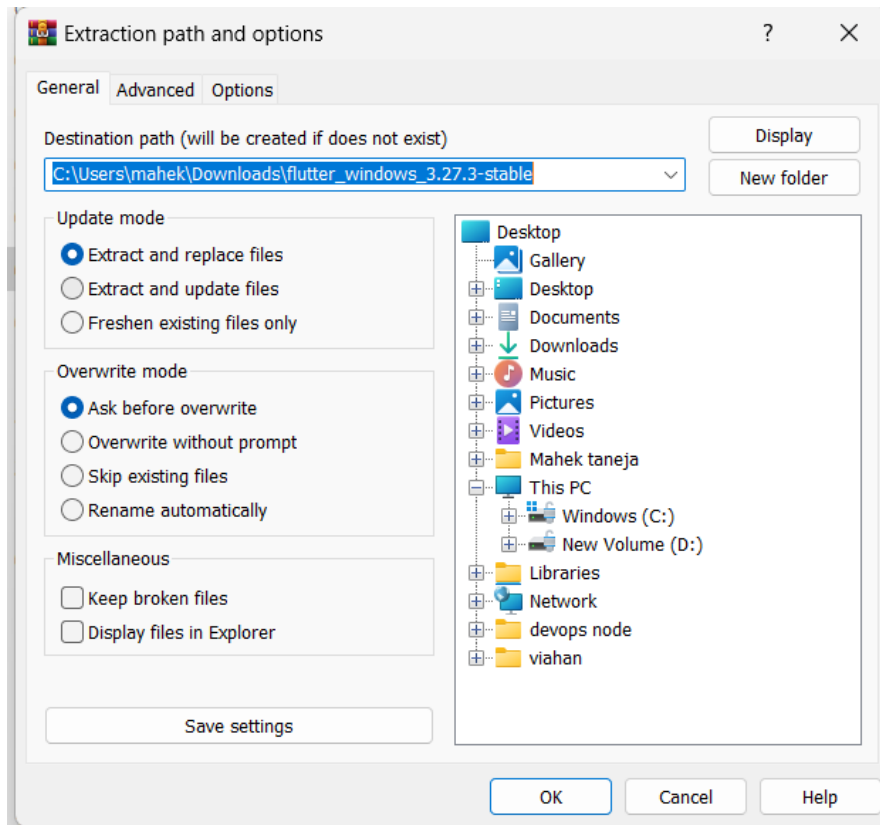 Extraction path and options
?
General Advanced Options
Destination path (will be created if does not exist)
Display
C:\Users\mahek\Downloads\flutter_windows_3.27.3-stable
New folder
Update mode
Extract and replace files
Extract and update files
Freshen existing files only
Overwrite mode
Ask before overwrite
Overwrite without prompt
Skip existing files
Rename automatically
Miscellaneous
Keep broken files
Display files in Explorer
Save settings
Desktop
Gallery
Desktop
Documents
Downloads
Music
Pictures
Videos
Mahek taneja
This PC
Windows (C:)
New Volume (D:)
Libraries
Network
devops node
viahan
OK Cancel Help